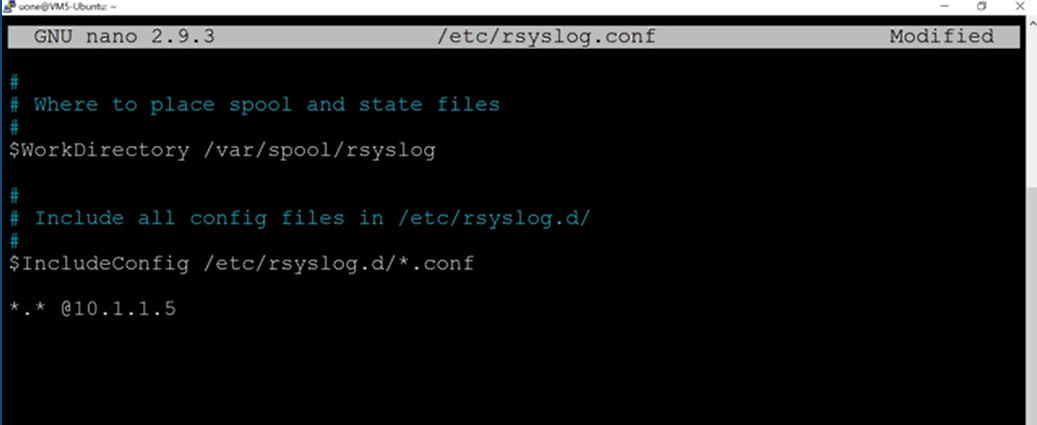 uone@VM5-Ubuntu: ~
GNU nano 2.9.3 /etc/rsyslog.conf Modified
#
# Where to place spool and state files
#
$WorkDirectory /var/spool/rsyslog
#
# Include all config files in /etc/rsyslog.d/
#
$IncludeConfig /etc/rsyslog.d/*.conf
*.* @10.1.1.5